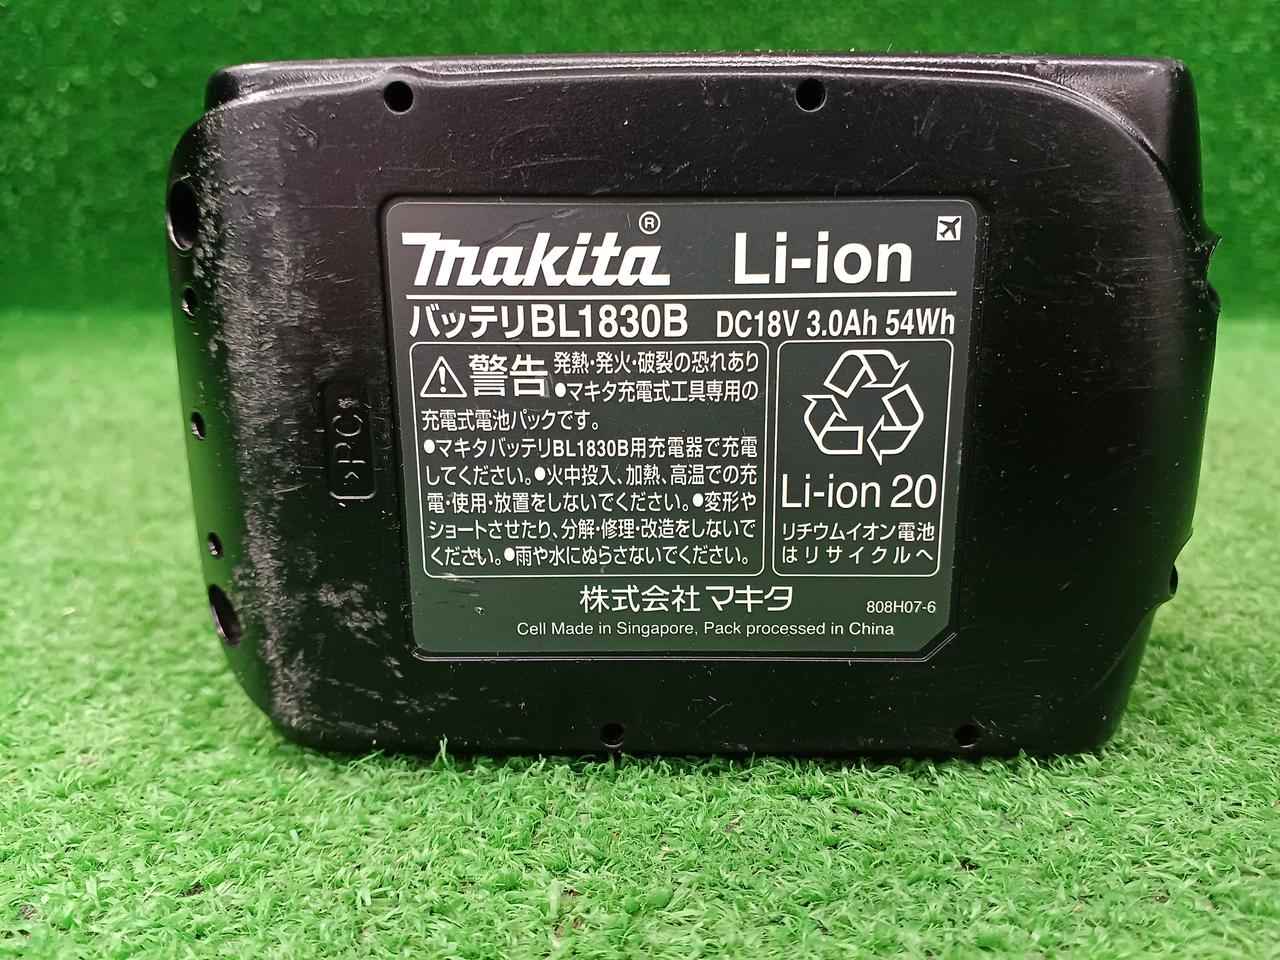 makita® Li-ion
バッテリBL1830B DC18V 3.0Ah 54Wh
警告 発熱・発火・破裂の恐れあり
●マキタ充電式工具専用の
充電式電池パックです。
●マキタバッテリBL1830B用充電器で充電
してください。●火中投入、加熱、高温での充
電・使用・放置をしないでください。●変形や
ショートさせたり、分解・修理・改造をしないで
ください。●雨や水にぬらさないでください。
Li-ion 20
リチウムイオン電池
はリサイクルへ
株式会社マキタ
808H07-6
Cell Made in Singapore, Pack processed in China
>PC<